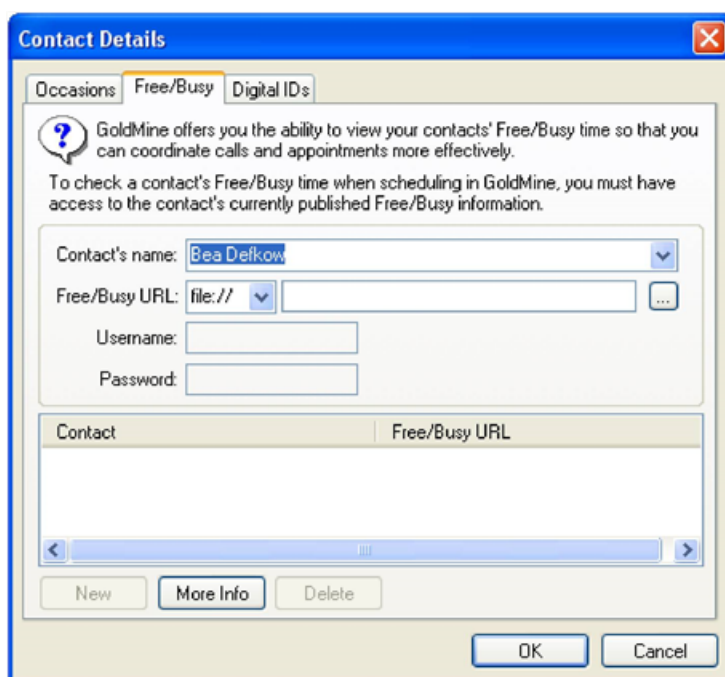 Contact Details
Occasions Free/Busy Digital IDs
GoldMine offers you the ability to view your contacts' Free/Busy time so that you
can coordinate calls and appointments more effectively.
To check a contact's Free/Busy time when scheduling in GoldMine, you must have
access to the contact's currently published Free/Busy information.
Contact's name: Bea Defkow
Free/Busy URL: file:// ...
Username:
Password:
Contact Free/Busy URL
New More Info Delete
OK Cancel